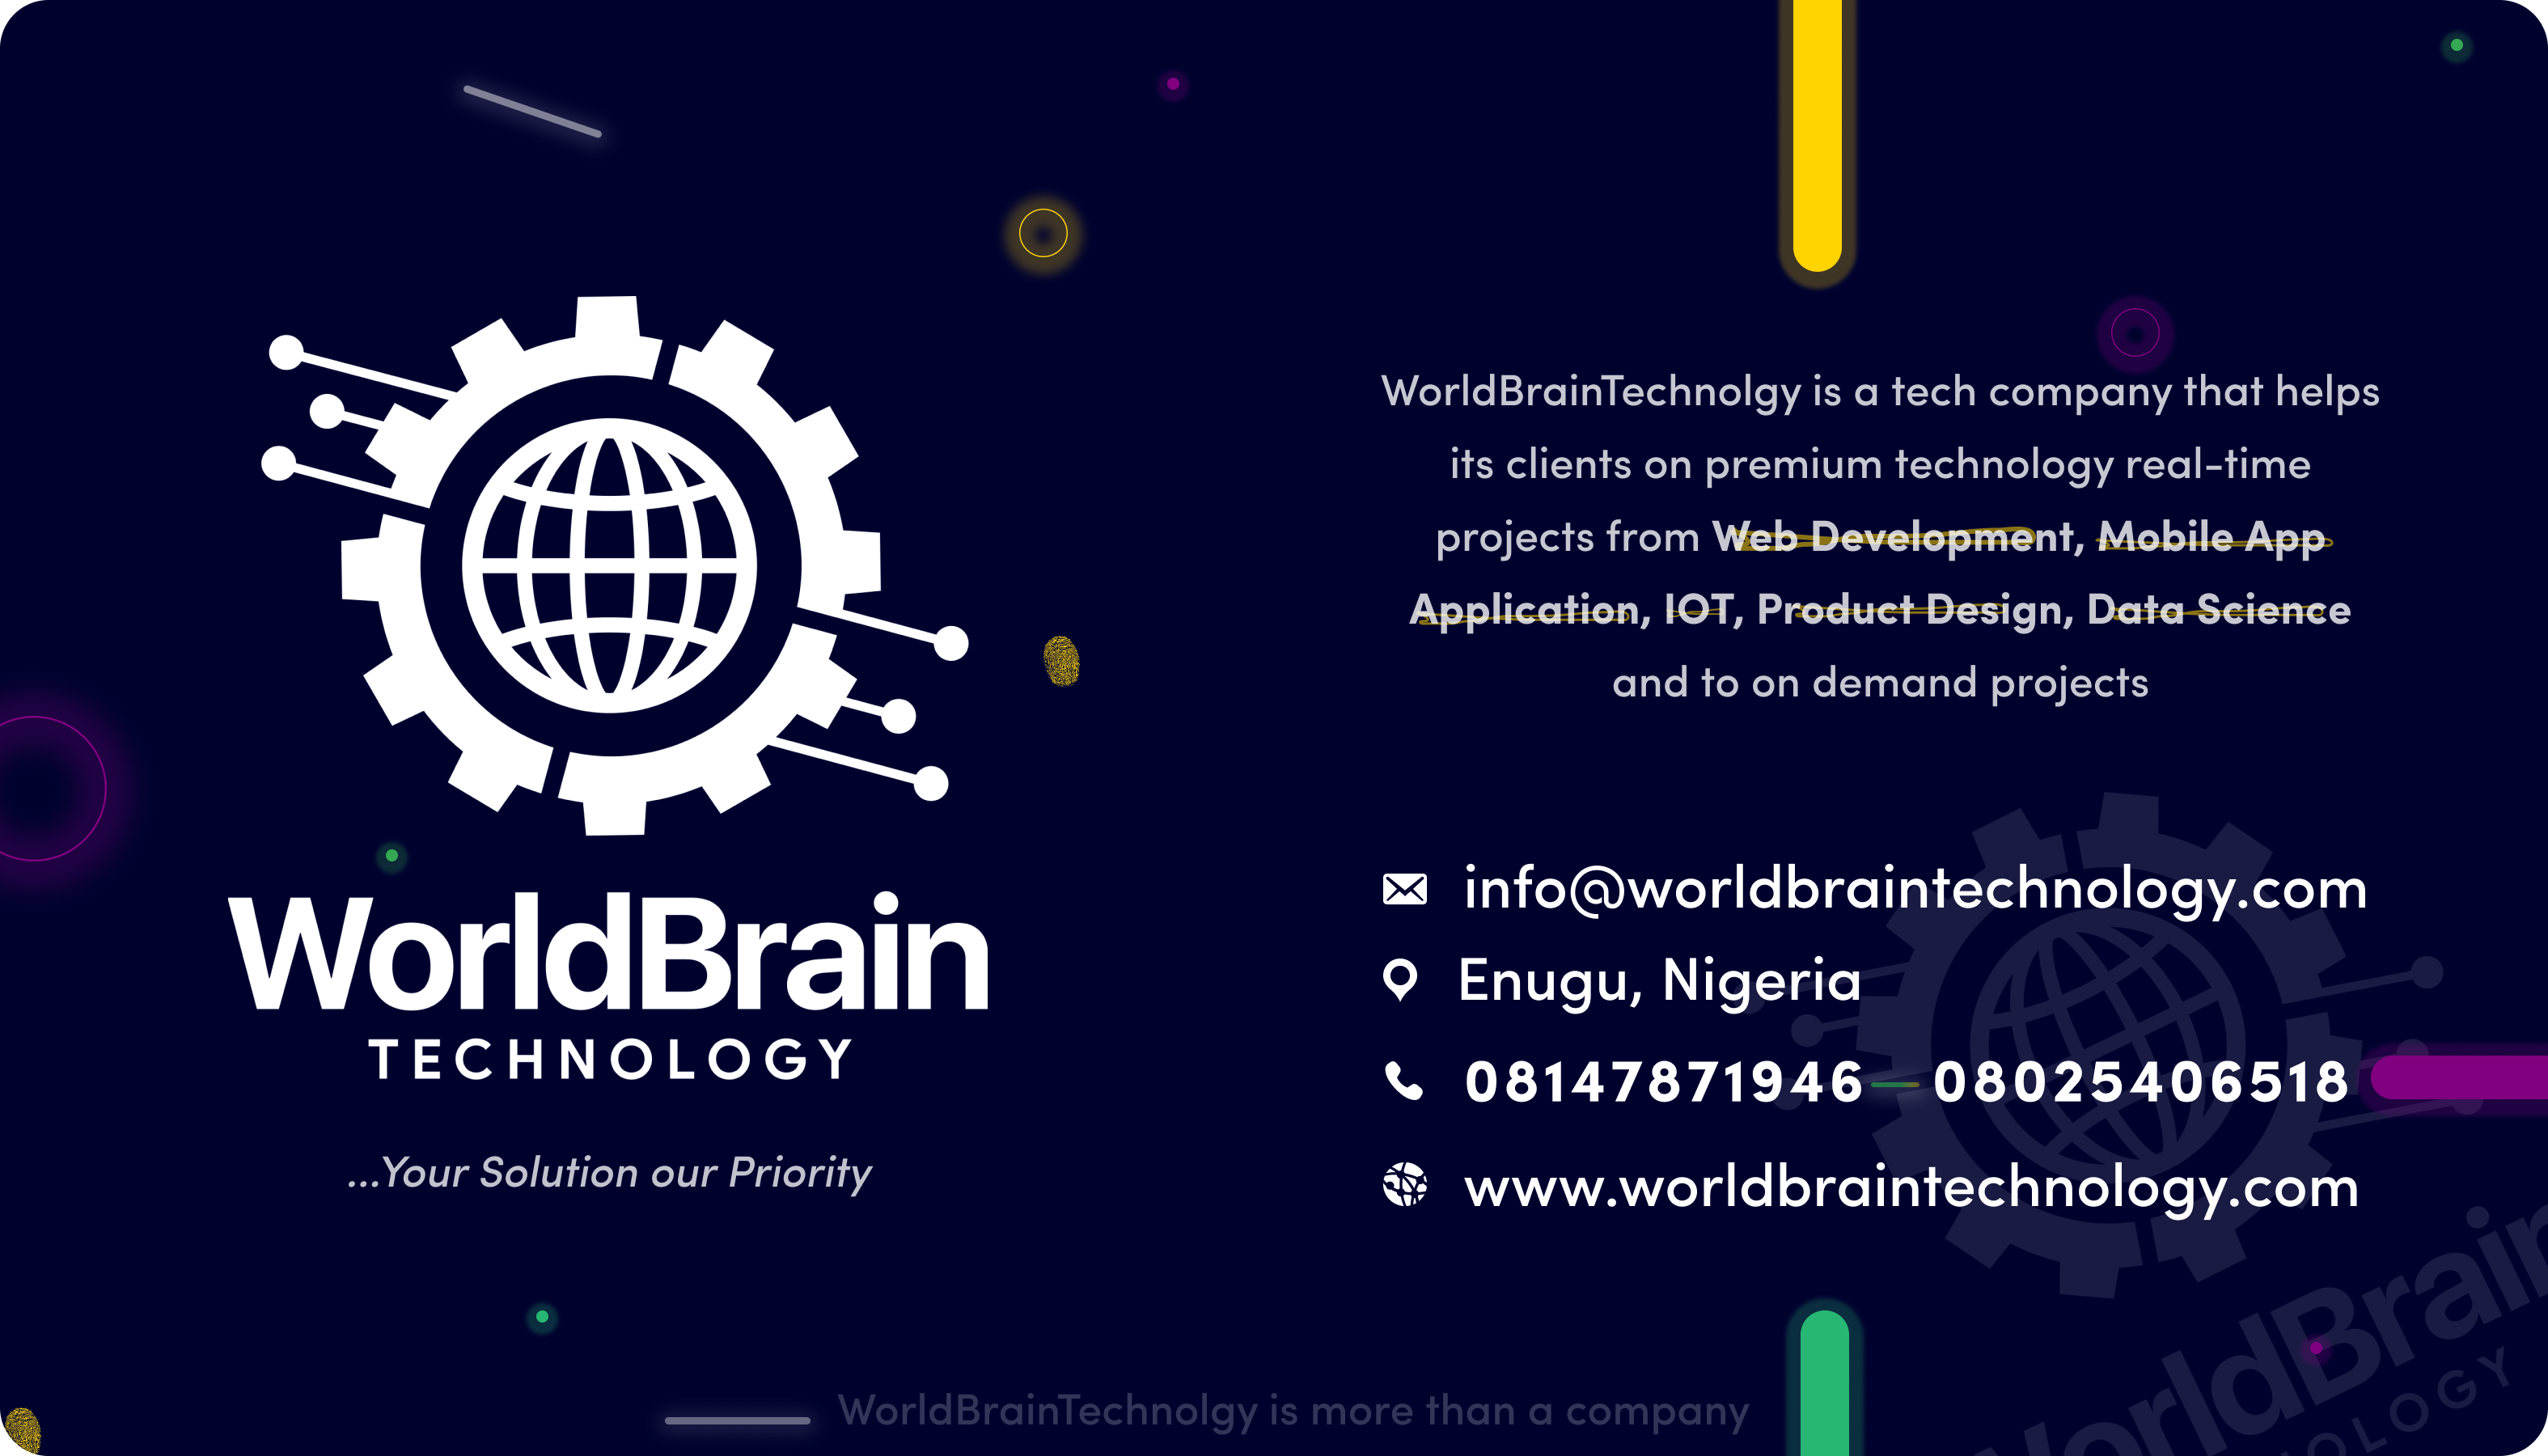 WorldBrain
TECHNOLOGY
...Your Solution our Priority
WorldBrainTechnolgy is a tech company that helps
its clients on premium technology real-time
projects from Web Development, Mobile App
Application, IOT, Product Design, Data Science
and to on demand projects
info@worldbraintechnology.com
Enugu, Nigeria
08147871946 — 08025406518
www.worldbraintechnology.com
WorldBrainTechnolgy is more than a company
WorldBrain
OLOGY